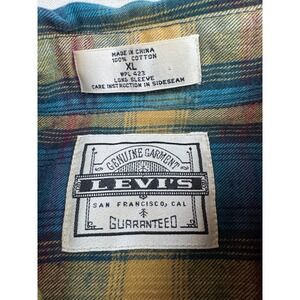 MADE IN CHINA
100% COTTON
XL
WPL 423
LONG SLEEVE
CARE INSTRUCTION IN SIDESEAM
GENUINE GARMENT
LEVI'S
SAN FRANCISCO, CAL
GUARANTEED